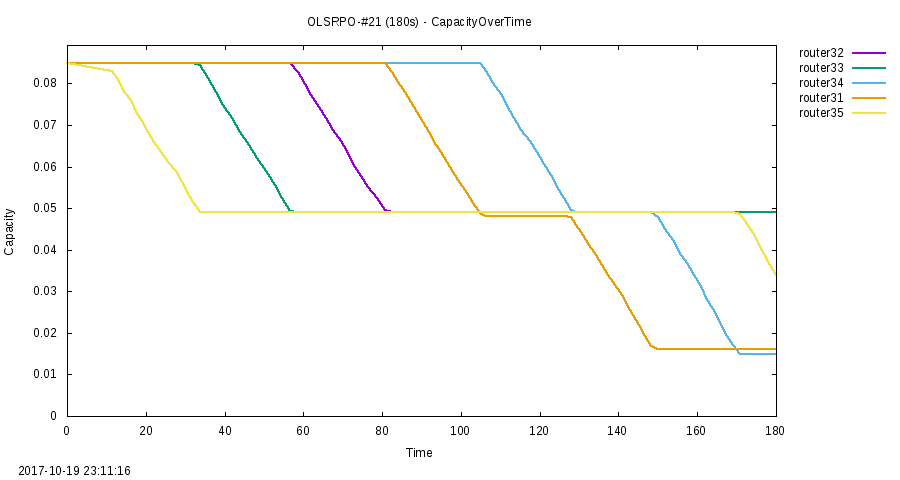 OLSRPO-#21 (180s) - CapacityOverTime
router32
router33
router34
router31
router35
Capacity
0.08
0.07
0.06
0.05
0.04
0.03
0.02
0.01
0
0 20 40 60 80 100 120 140 160 180
Time
2017-10-19 23:11:16